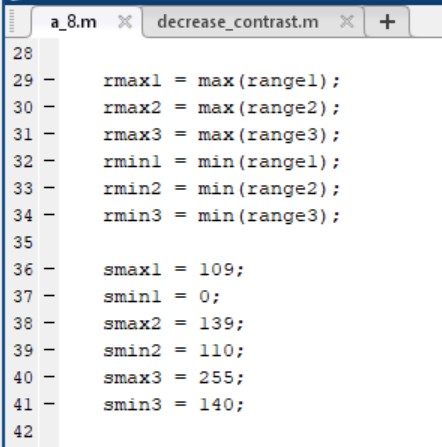 a_8.m × decrease_contrast.m × +
28
29 - rmax1 = max(range1);
30 - rmax2 = max(range2);
31 - rmax3 = max(range3);
32 - rmin1 = min(range1);
33 - rmin2 = min(range2);
34 - rmin3 = min(range3);
35
36 - smax1 = 109;
37 - smin1 = 0;
38 - smax2 = 139;
39 - smin2 = 110;
40 - smax3 = 255;
41 - smin3 = 140;
42